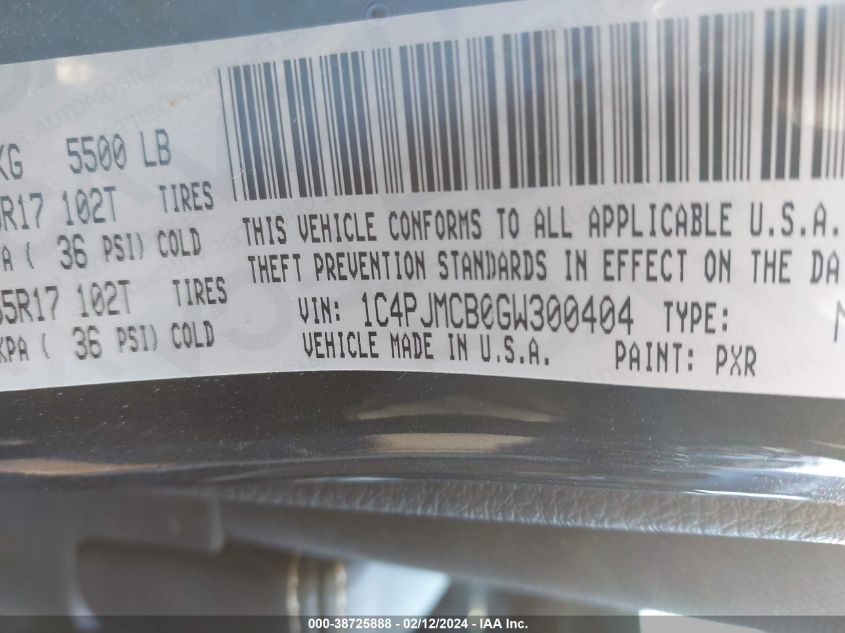 KG 5500 LB
5R17 102T TIRES
PA ( 36 PSI) COLD
65R17 102T TIRES
KPA ( 36 PSI) COLD
THIS VEHICLE CONFORMS TO ALL APPLICABLE U.S.A.
THEFT PREVENTION STANDARDS IN EFFECT ON THE DA
VIN: 1C4PJMCB0GW300404 TYPE:
VEHICLE MADE IN U.S.A. PAINT: PXR
000-38725888 - 02/12/2024 - IAA Inc.